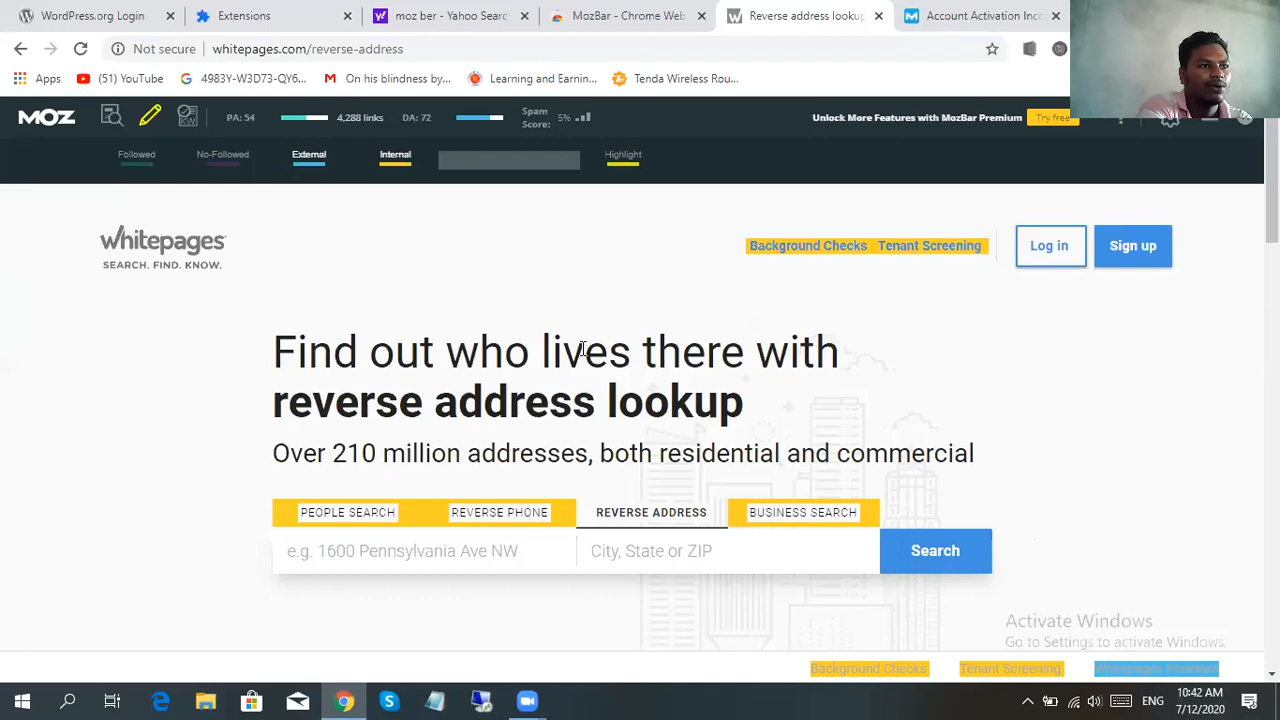 WordPress.org Login
Extensions
moz ber - Yahoo Sear
MozBar - Chrome Web
Reverse address lookup
Account Activation Inco
Not secure
whitepages.com/reverse-address
Apps
(51) YouTube
4983Y-W3D73-QY6...
On his blindness by...
Learning and Earnin...
Tenda Wireless Rou...
MOZ
KW
PA: 54
4,288 links
DA: 72
Spam
Score:
5%
Unlock More Features with MozBar Premium
Try free
Followed
No-Followed
External
Internal
Highlight
whitepages
SEARCH. FIND. KNOW.
Background Checks
Tenant Screening
Log in
Sign up
Find out who lives there with
reverse address lookup
Over 210 million addresses, both residential and commercial
PEOPLE SEARCH
REVERSE PHONE
REVERSE ADDRESS
BUSINESS SEARCH
e.g. 1600 Pennsylvania Ave NW
City, State or ZIP
Search
Activate Windows
Go to Settings to activate Windows.
Background Checks
Tenant Screening
Whitepages Premium
ENG
10:42 AM
7/12/2020